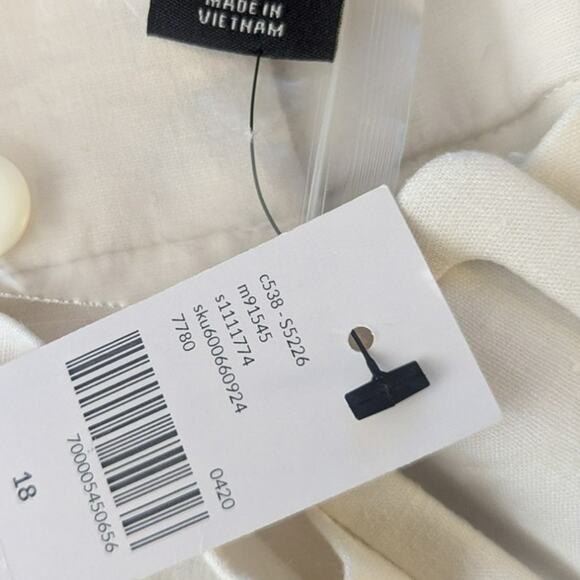 MADE IN
VIETNAM
c538 - S5226
m91545
s1111774
sku600660924
7780
0420
700005450656
18